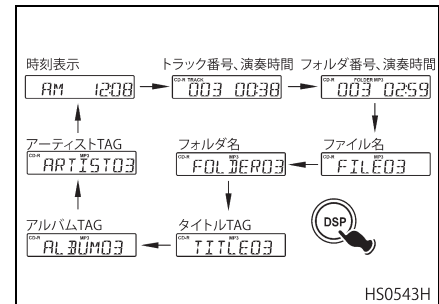 時刻表示
AM 12:08
トラック番号、演奏時間
CD-R TRACK
003 00:38
フォルダ番号、演奏時間
CD-R FOLDER MP3
003 02:59
アーティストTAG
CD-R MP3
ARTIST03
フォルダ名
CD-R MP3
FOLDER03
ファイル名
CD-R MP3
FILE03
アルバムTAG
CD-R MP3
ALBUM03
タイトルTAG
CD-R MP3
TITLE03
DSP
HS0543H